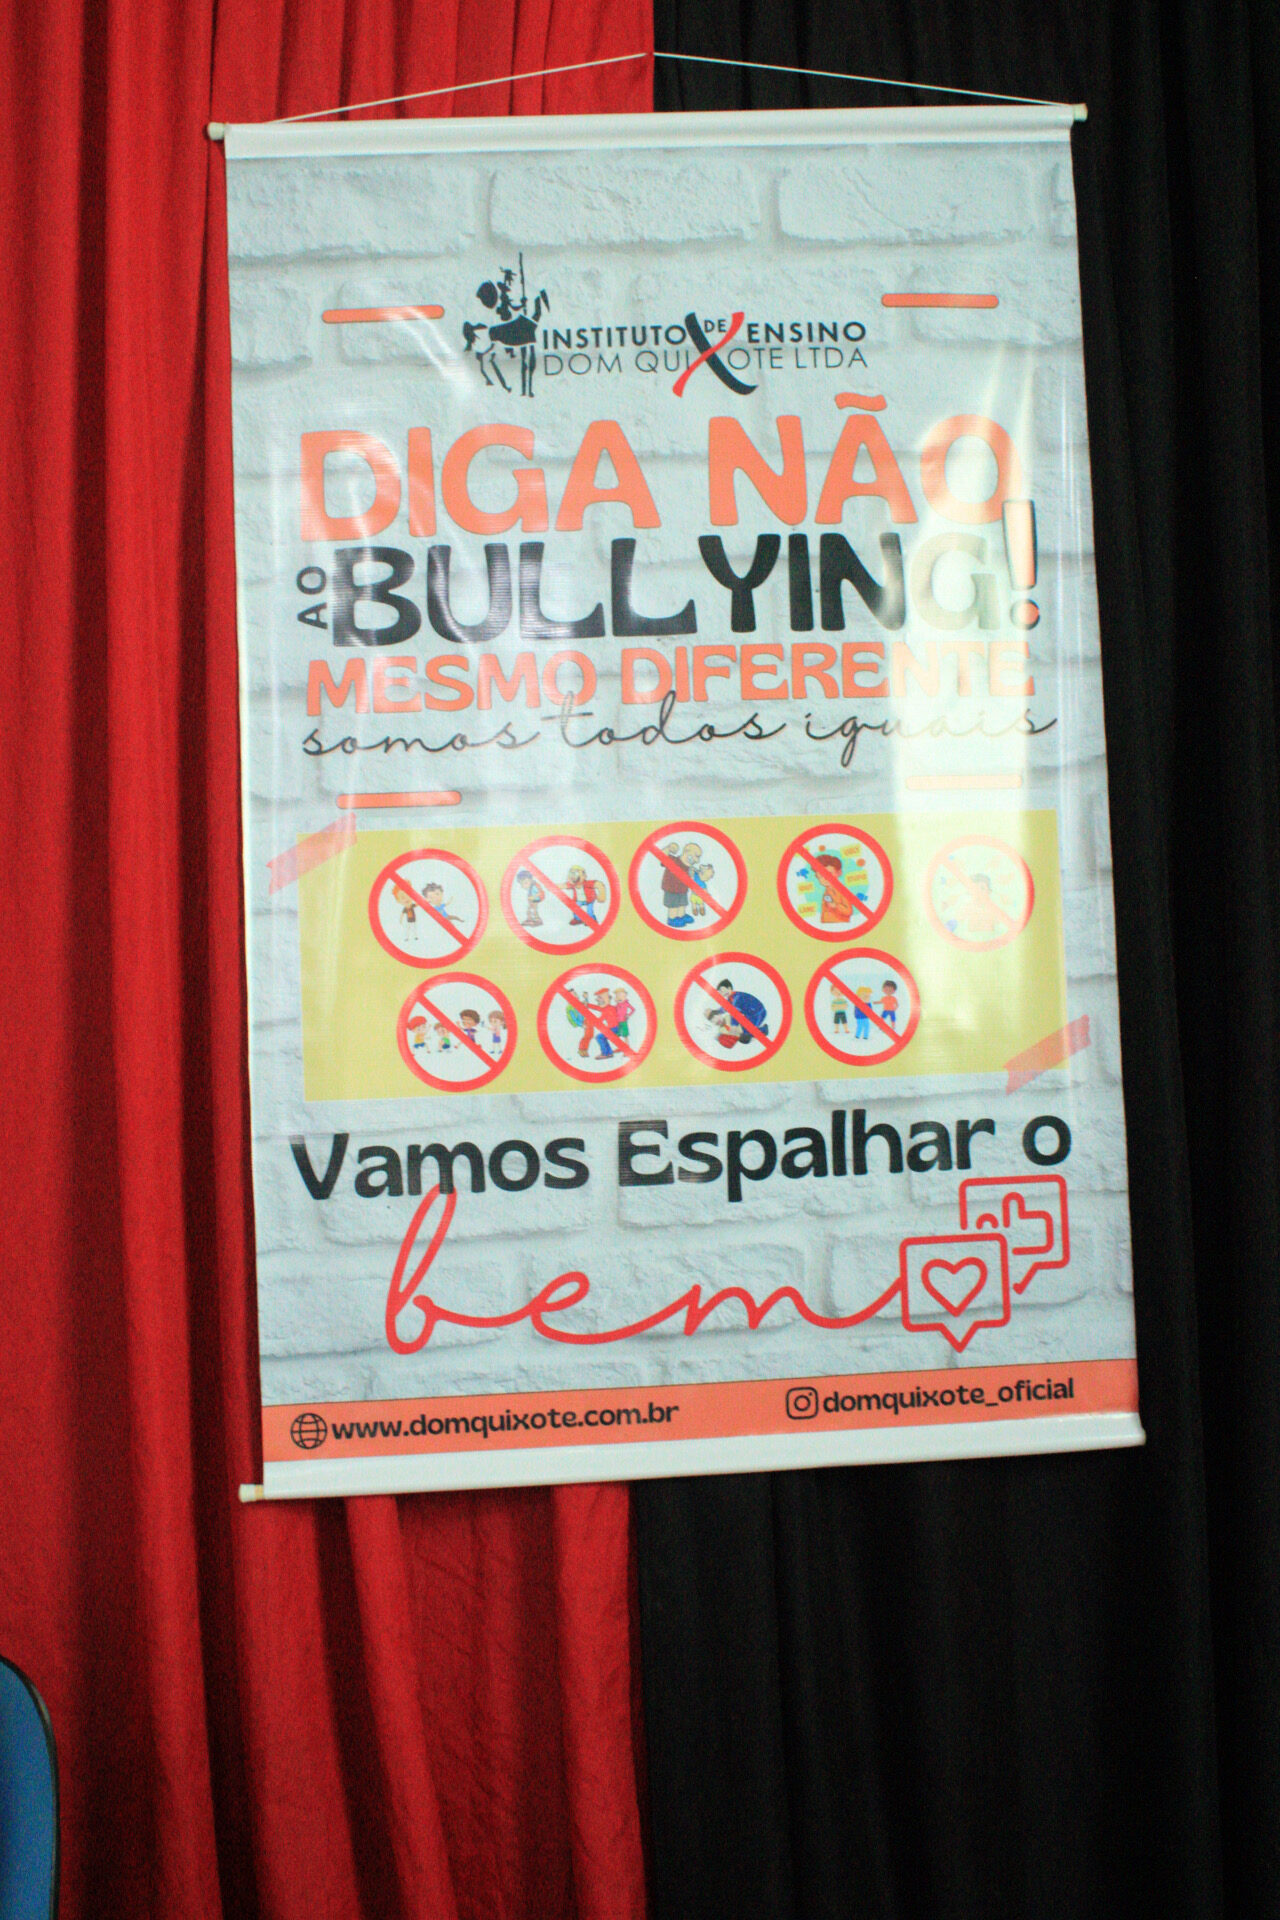 INSTITUTO DE ENSINO
DOM QUIXOTE LTDA
DIGA NÃO
AO BULLYING!
MESMO DIFERENTE
somos todos iguais
Vamos Espalhar o
bem
www.domquixote.com.br
domquixote_oficial